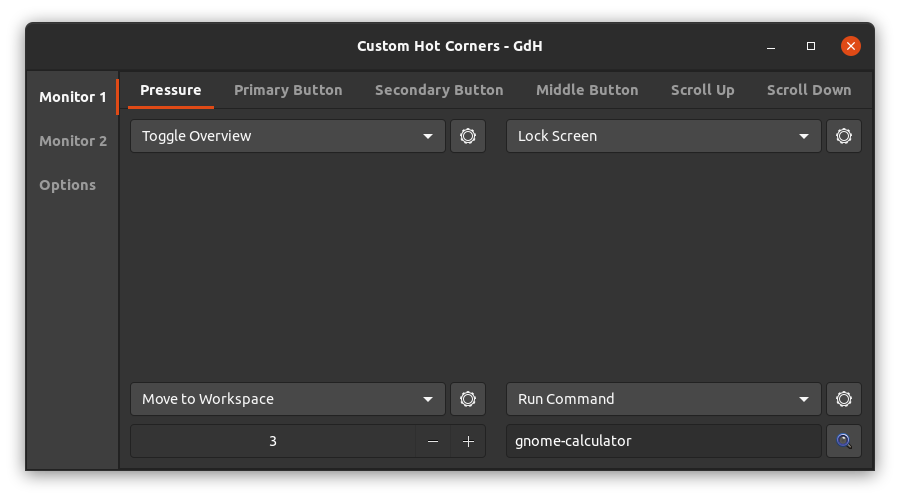 Custom Hot Corners - GdH
Monitor 1
Monitor 2
Options
Pressure Primary Button Secondary Button Middle Button Scroll Up Scroll Down
Toggle Overview Lock Screen
Move to Workspace Run Command
3 gnome-calculator